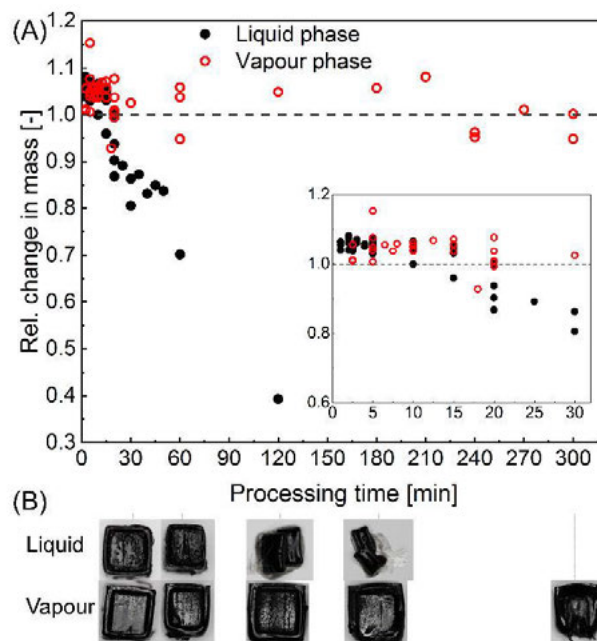 (A)
Liquid phase
Vapour phase
Rel. change in mass [-]
1.2
1.1
1.0
0.9
0.8
0.7
0.6
0.5
0.4
0.3
0 30 60 90 120 150 180 210 240 270 300
Processing time [min]
1.2
1.0
0.8
0.6
0 5 10 15 20 25 30
(B)
Liquid
Vapour